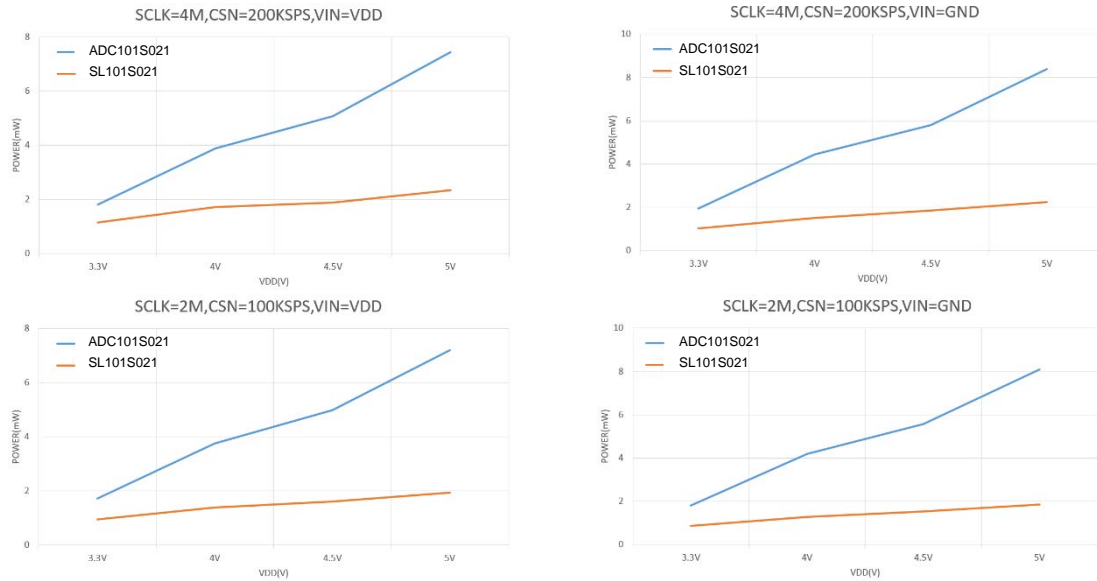 SCLK=4M,CSN=200KSPS,VIN=VDD
8
6
4
2
0
POWER(mW)
ADC101S021
SL101S021
3.3V
4V
4.5V
5V
VDD(V)
SCLK=4M,CSN=200KSPS,VIN=GND
10
8
6
4
2
0
POWER(mW)
ADC101S021
SL101S021
3.3V
4V
4.5V
5V
VDD(V)
SCLK=2M,CSN=100KSPS,VIN=VDD
8
6
4
2
0
POWER(mW)
ADC101S021
SL101S021
3.3V
4V
4.5V
5V
VDD(V)
SCLK=2M,CSN=100KSPS,VIN=GND
10
8
6
4
2
0
POWER(mW)
ADC101S021
SL101S021
3.3V
4V
4.5V
5V
VDD(V)